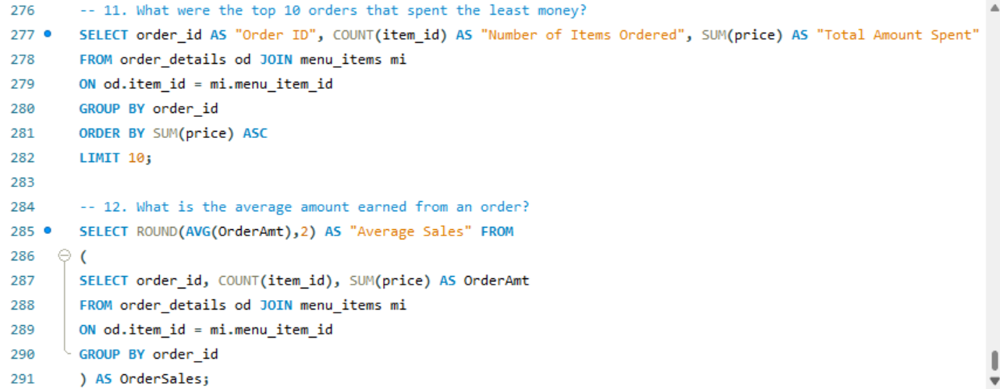 276 -- 11. What were the top 10 orders that spent the least money?
277 SELECT order_id AS "Order ID", COUNT(item_id) AS "Number of Items Ordered", SUM(price) AS "Total Amount Spent"
278 FROM order_details od JOIN menu_items mi
279 ON od.item_id = mi.menu_item_id
280 GROUP BY order_id
281 ORDER BY SUM(price) ASC
282 LIMIT 10;
283
284 -- 12. What is the average amount earned from an order?
285 SELECT ROUND(AVG(OrderAmt),2) AS "Average Sales" FROM
286 (
287 SELECT order_id, COUNT(item_id), SUM(price) AS OrderAmt
288 FROM order_details od JOIN menu_items mi
289 ON od.item_id = mi.menu_item_id
290 GROUP BY order_id
291 ) AS OrderSales;